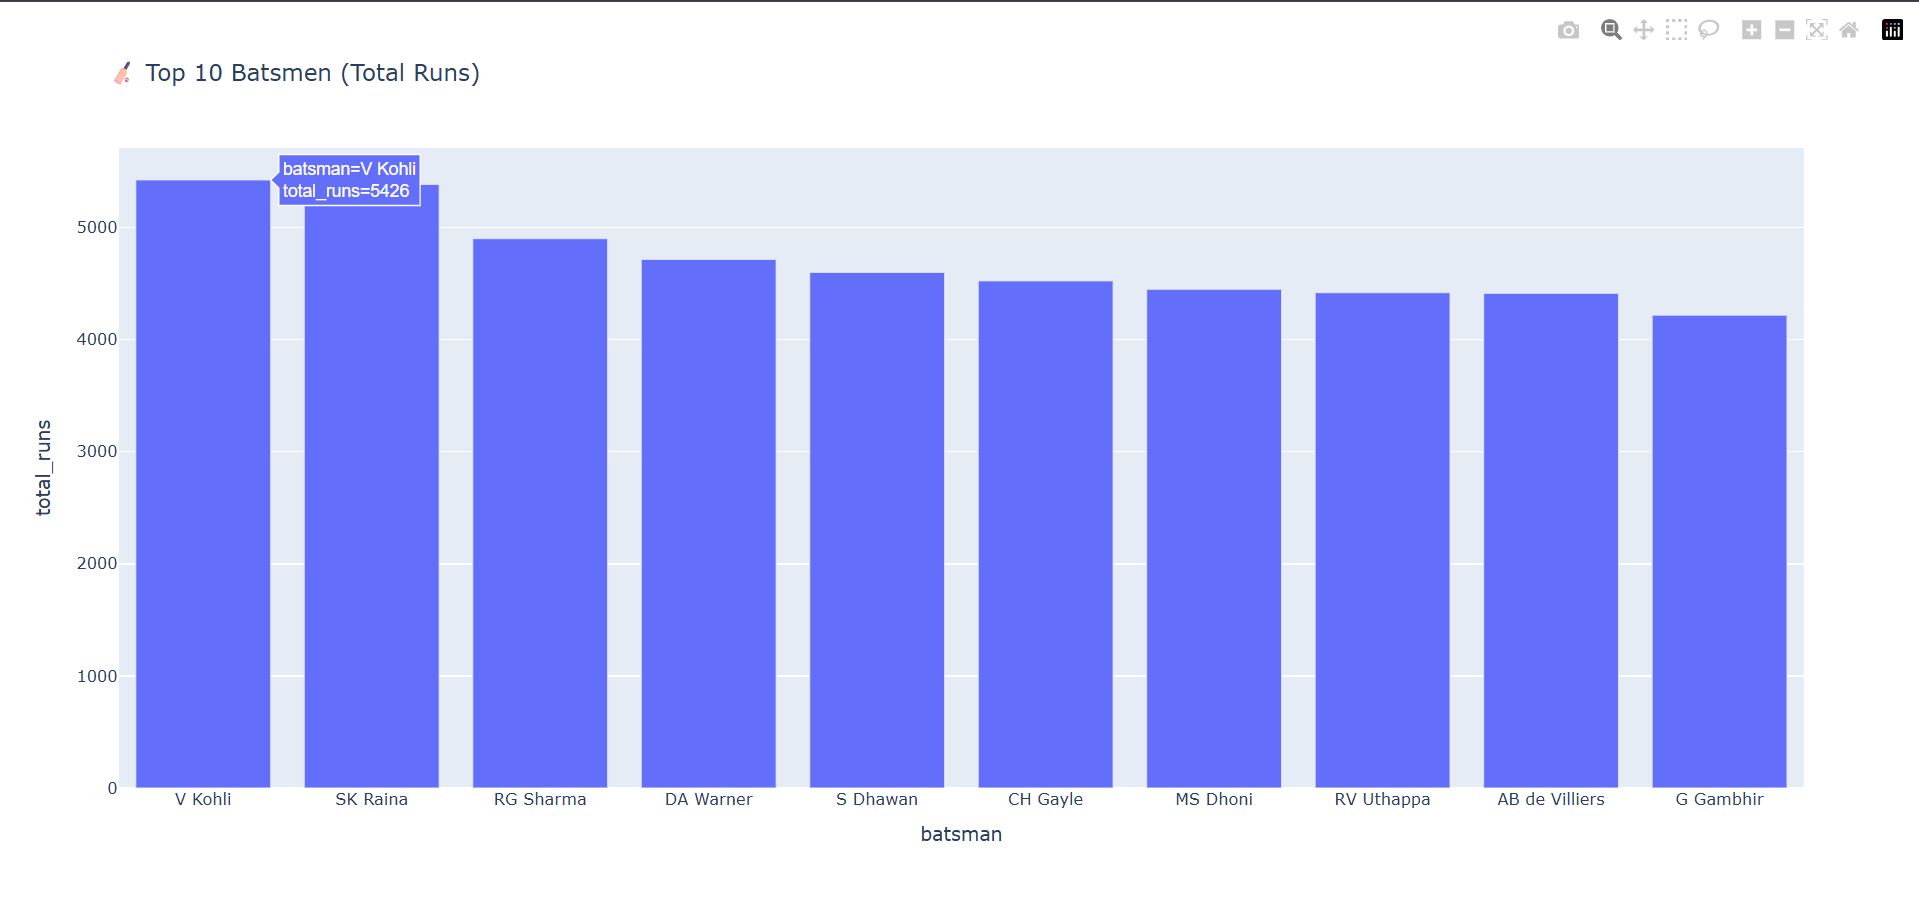 Top 10 Batsmen (Total Runs)
batsman=V Kohli
total_runs=5426
5000
4000
3000
2000
1000
0
total_runs
V Kohli SK Raina RG Sharma DA Warner S Dhawan CH Gayle MS Dhoni RV Uthappa AB de Villiers G Gambhir
batsman